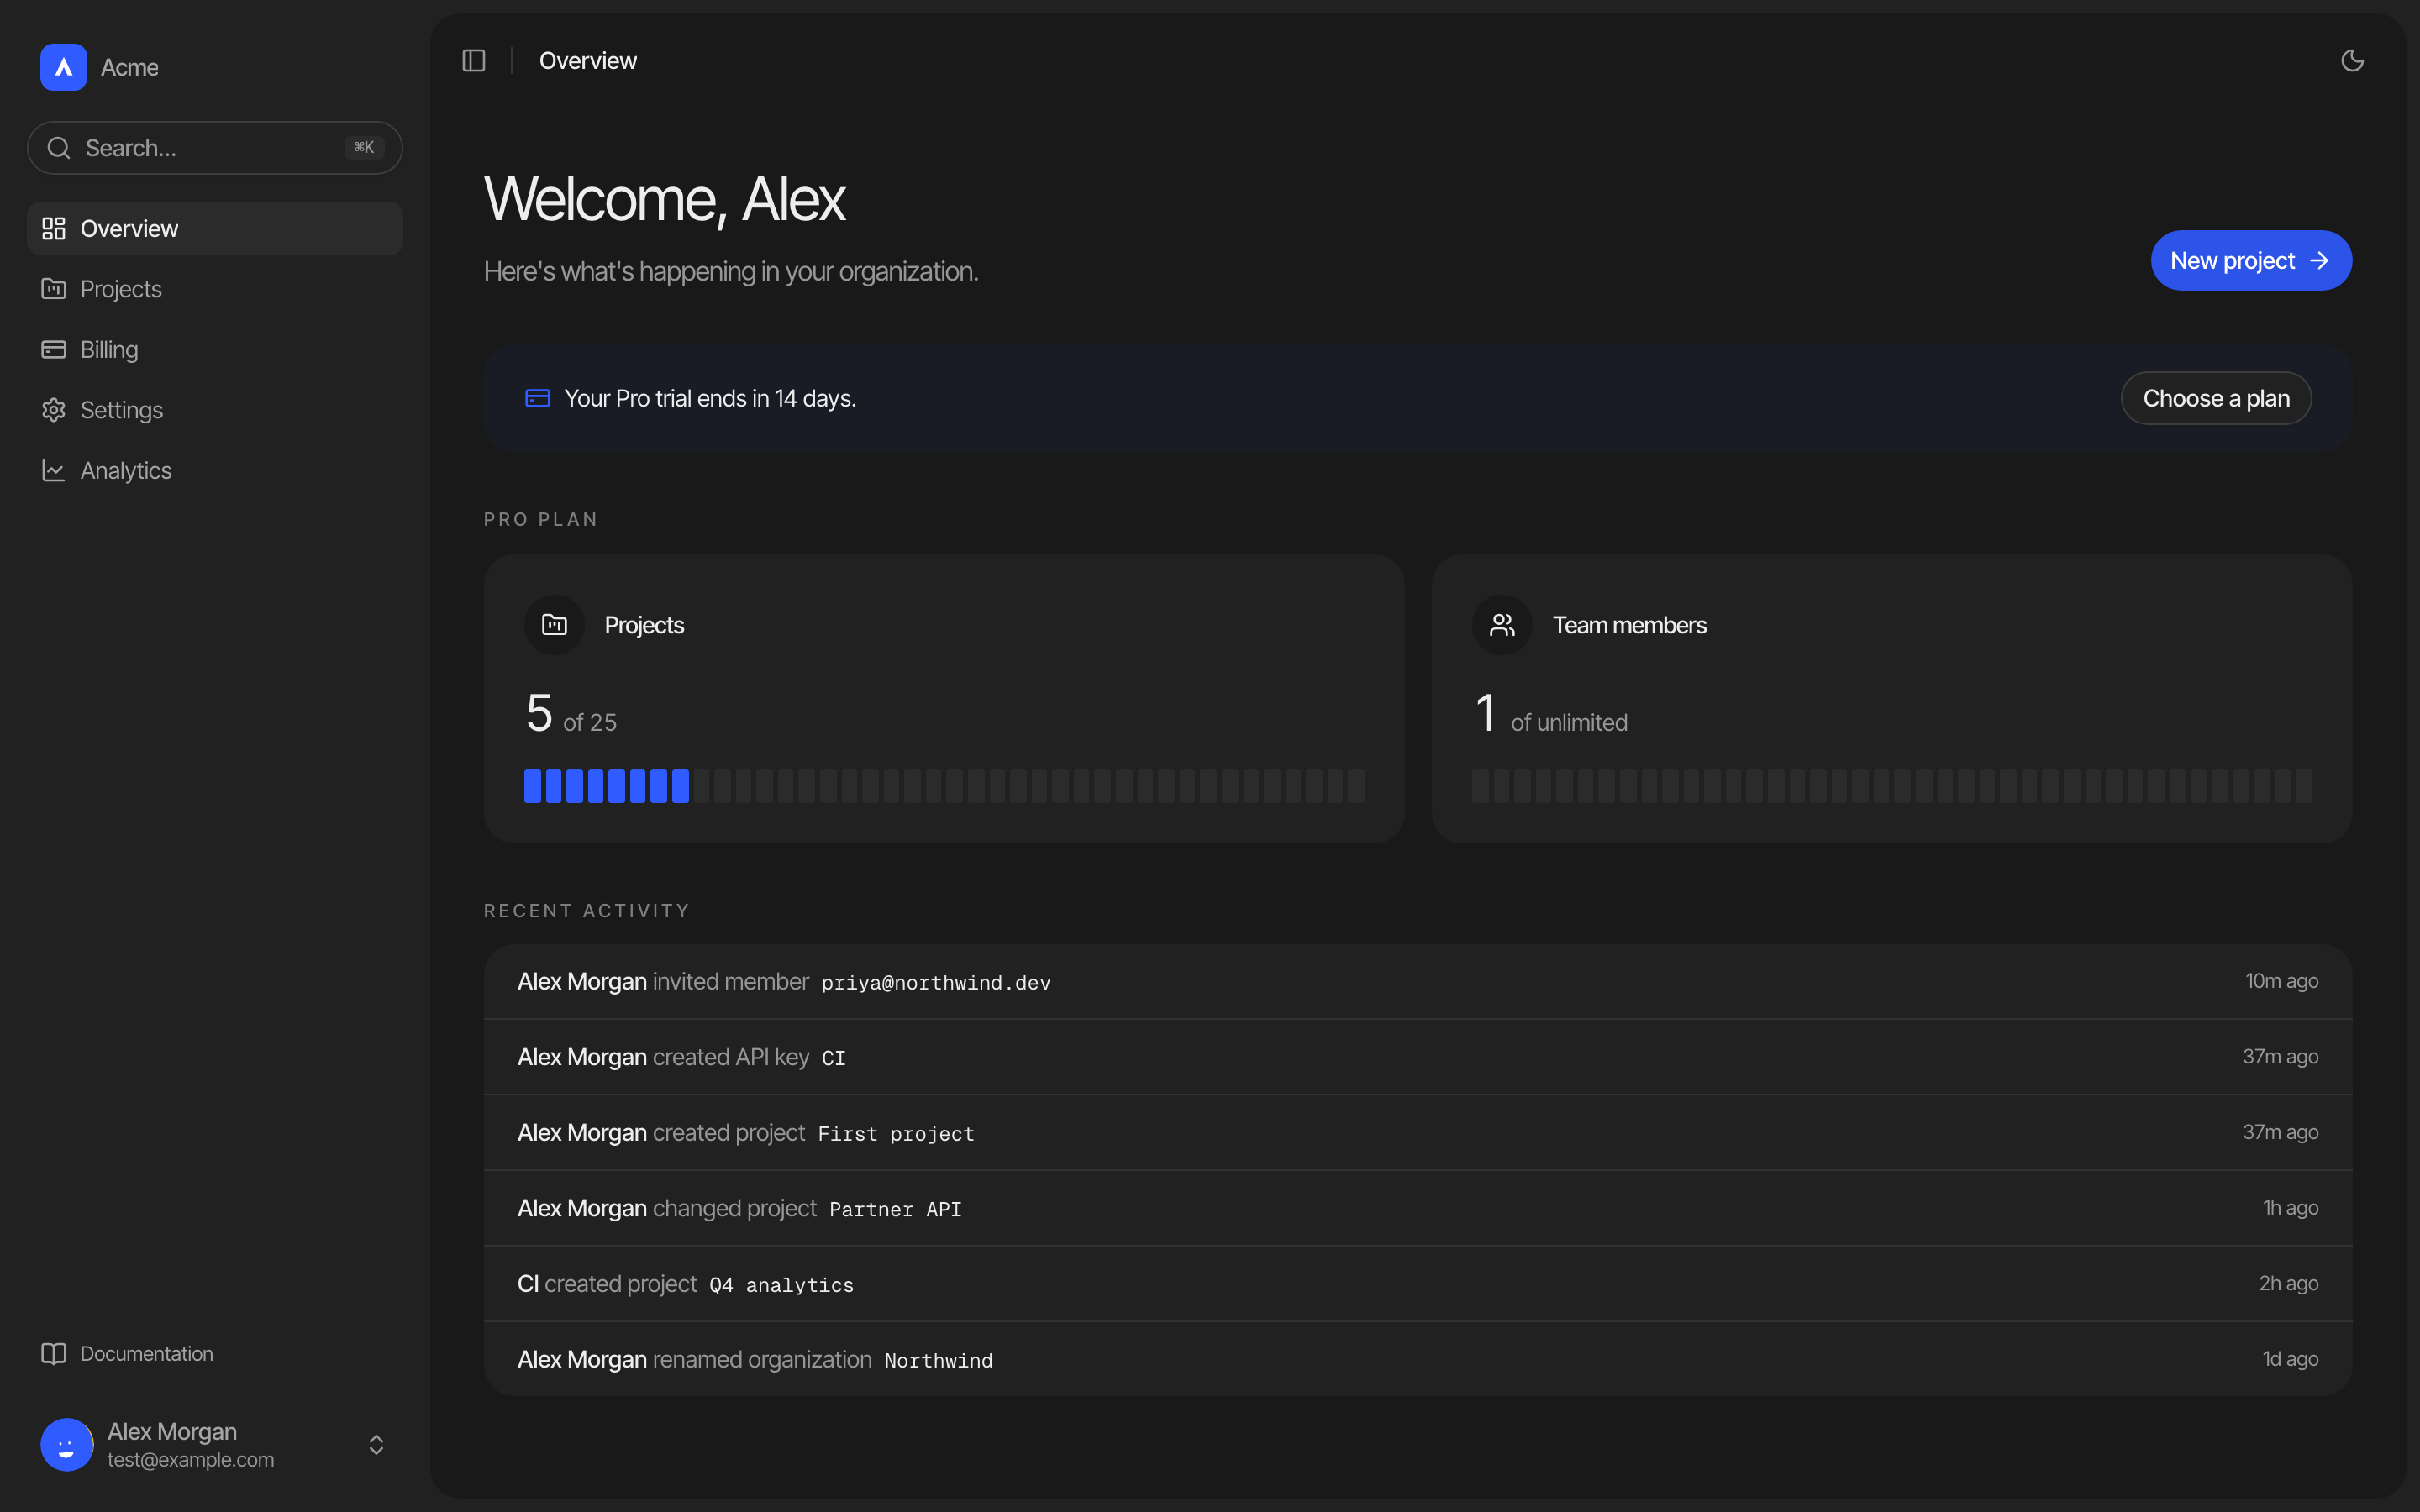 Acme
Search...
⌘K
Overview
Projects
Billing
Settings
Analytics
Documentation
Alex Morgan
test@example.com
Overview
Welcome, Alex
Here's what's happening in your organization.
New project
Your Pro trial ends in 14 days.
Choose a plan
PRO PLAN
Projects
5 of 25
Team members
1 of unlimited
RECENT ACTIVITY
Alex Morgan invited member priya@northwind.dev 10m ago
Alex Morgan created API key CI 37m ago
Alex Morgan created project First project 37m ago
Alex Morgan changed project Partner API 1h ago
CI created project Q4 analytics 2h ago
Alex Morgan renamed organization Northwind 1d ago